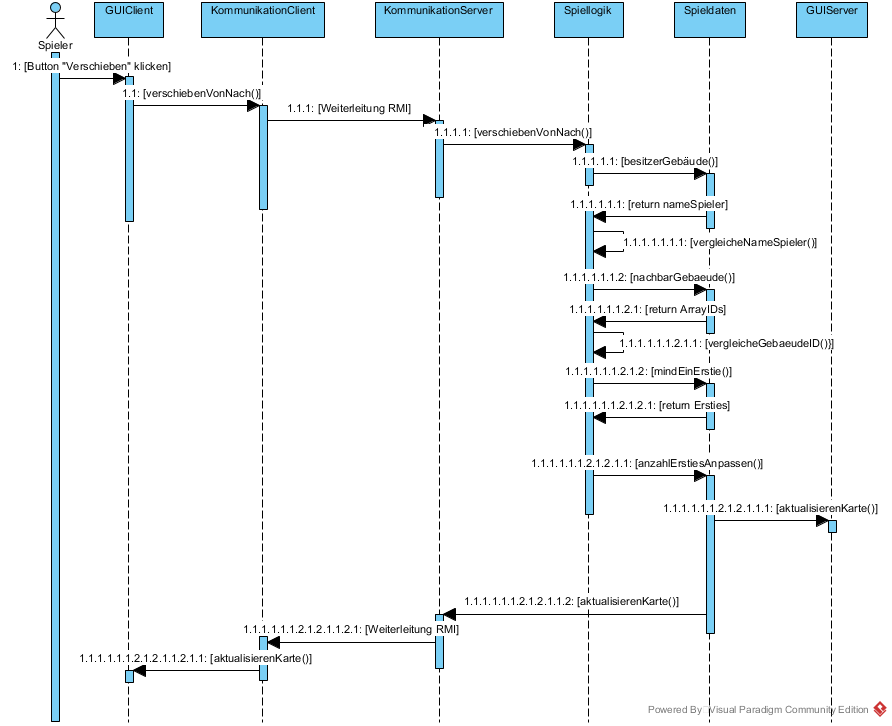 GUIClient
KommunikationClient
KommunikationServer
Spiellogik
Spieldaten
GUIServer
Spieler
1: [Button "Verschieben" klicken]
1.1: [verschiebenVonNach()]
1.1.1: [Weiterleitung RMI]
1.1.1.1: [verschiebenVonNach()]
1.1.1.1.1: [besitzerGebäude()]
1.1.1.1.1.1: [return nameSpieler]
1.1.1.1.1.1.1: [vergleicheNameSpieler()]
1.1.1.1.1.1.2: [nachbarGebaeude()]
1.1.1.1.1.1.2.1: [return ArrayIDs]
1.1.1.1.1.1.2.1.1: [vergleicheGebaeudeID()}]
1.1.1.1.1.1.2.1.2: [mindEinErstie()]
1.1.1.1.1.1.2.1.2.1: [return Ersties]
1.1.1.1.1.1.2.1.2.1.1: [anzahlErstiesAnpassen()]
1.1.1.1.1.1.2.1.2.1.1.1: [aktualisierenKarte()]
1.1.1.1.1.1.2.1.2.1.1.2: [aktualisierenKarte()]
1.1.1.1.1.1.2.1.2.1.1.2.1: [Weiterleitung RMI]
1.1.1.1.1.1.2.1.2.1.1.2.1.1: [aktualisierenKarte()]
Powered By Visual Paradigm Community Edition